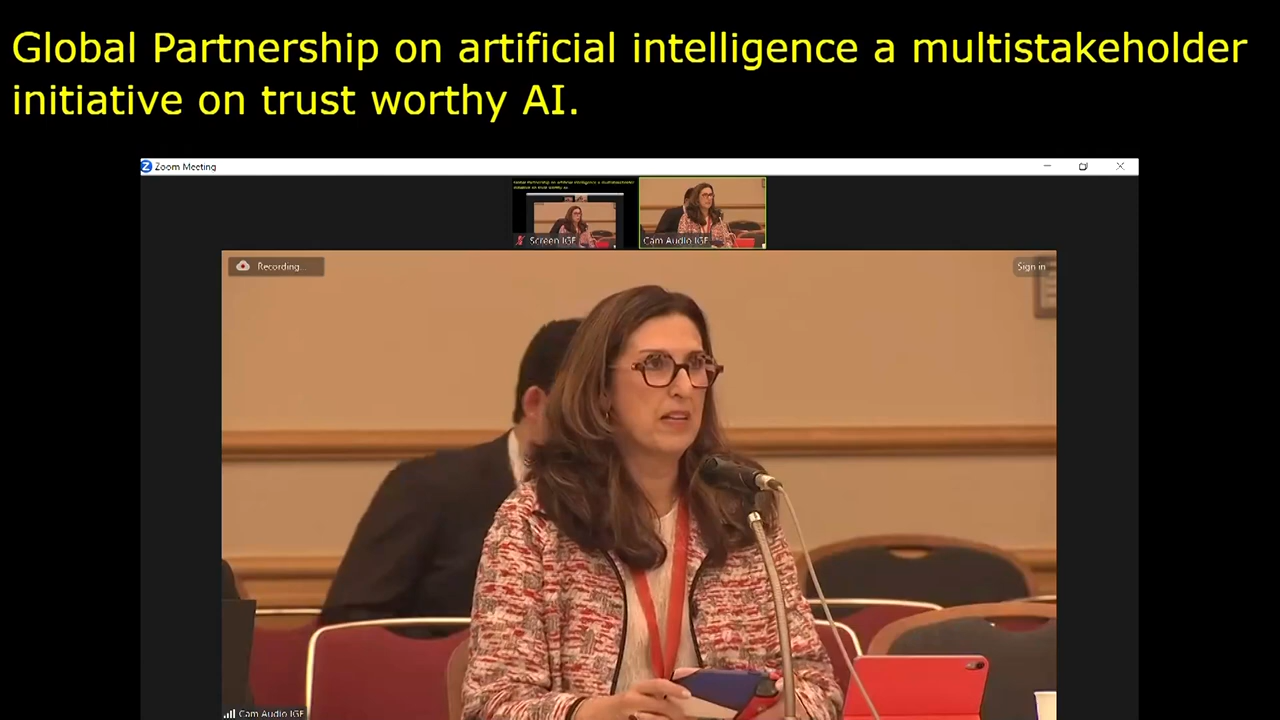 Global Partnership on artificial intelligence a multistakeholder
initiative on trust worthy AI.
Zoom Meeting
Screen IGF
Cam Audio IGF
Recording...
Sign in
Cam Audio IGF